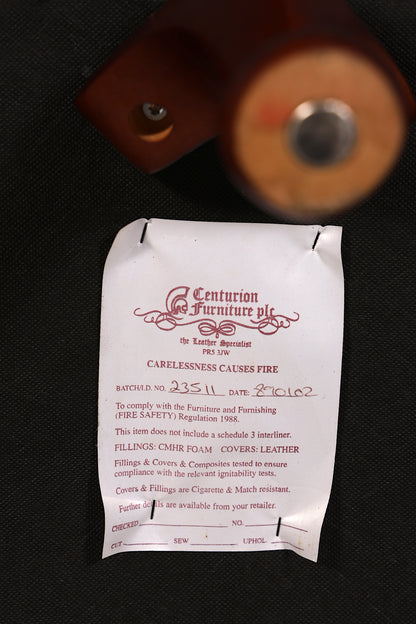 Centurion
Furniture plc
the Leather Specialist
PR5 3JW
CARELESSNESS CAUSES FIRE
BATCH/I.D. NO. 23511 DATE: 890102
To comply with the Furniture and Furnishing
(FIRE SAFETY) Regulation 1988.
This item does not include a schedule 3 interliner.
FILLINGS: CMHR FOAM COVERS: LEATHER
Fillings & Covers & Composites tested to ensure
compliance with the relevant ignitability tests.
Covers & Fillings are Cigarette & Match resistant.
Further details are available from your retailer.
CHECKED NO.
CUT SEW UPHOL.